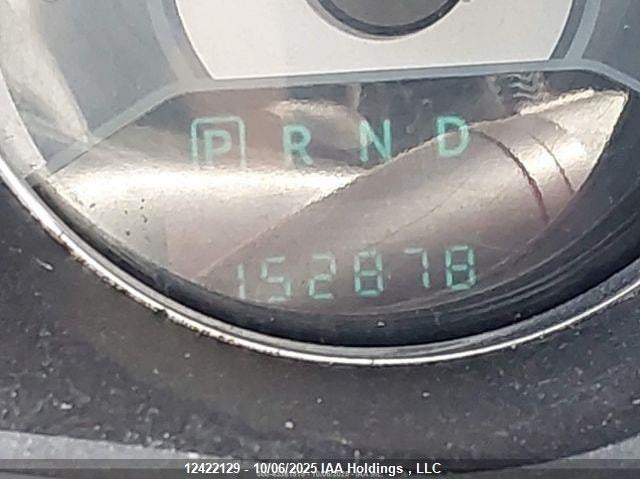 P R N D
152878
12422129 - 10/06/2025 IAA Holdings , LLC